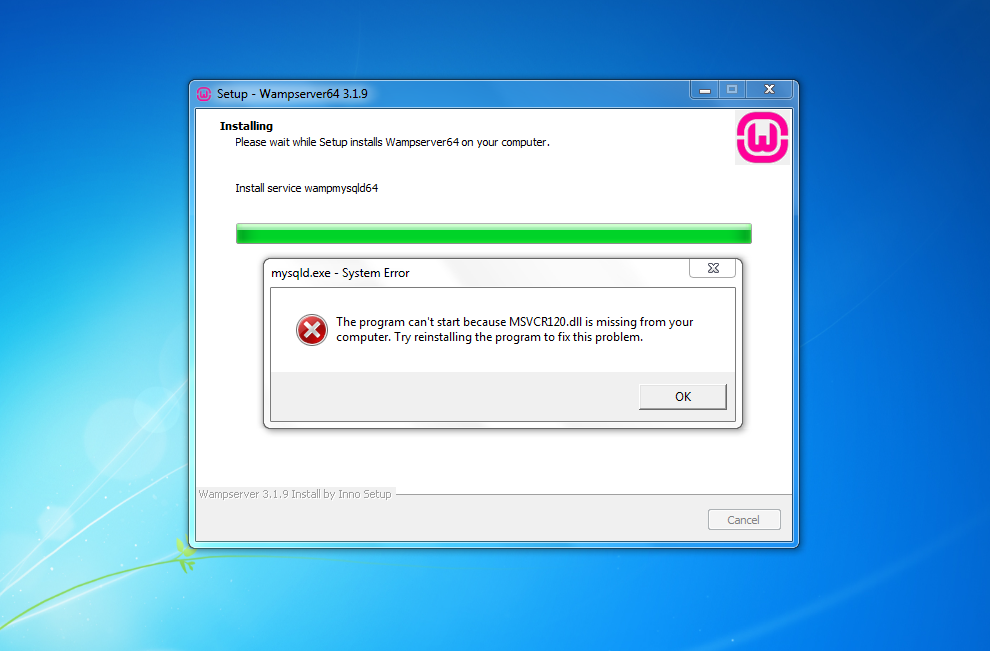 Setup - Wampserver64 3.1.9
Installing
Please wait while Setup installs Wampserver64 on your computer.
Install service wampmysqld64
mysqld.exe - System Error
The program can't start because MSVCR120.dll is missing from your
computer. Try reinstalling the program to fix this problem.
OK
Wampserver 3.1.9 Install by Inno Setup
Cancel